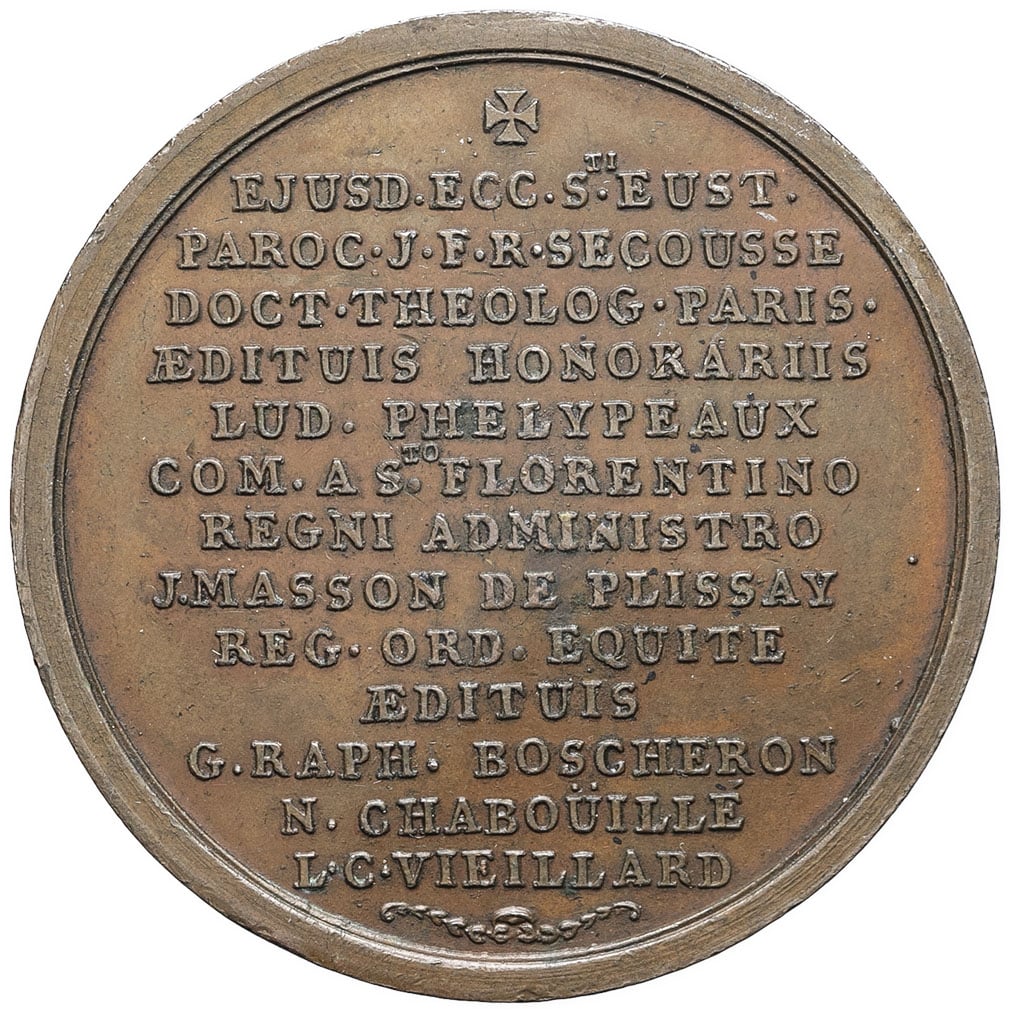 EJUSD.ECC.S.TI EUST.
PAROC·J·F·R·SECOUSSE
DOCT·THEOLOG·PARIS·
ÆDITUIS HONORARIIS
LUD. PHELYPEAUX
COM.A S.TO FLORENTINO
REGNI ADMINISTRO
J.MASSON DE PLISSAY
REG· ORD. EQUITE
ÆDITUIS
G.RAPH· BOSCHERON
N. CHABOÜILLÉ
L·C·VIEILLARD